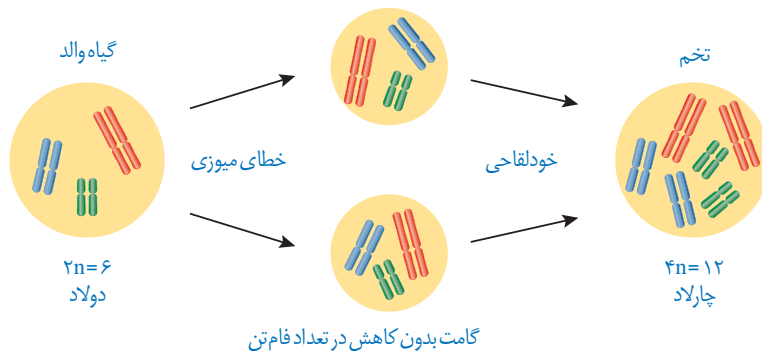 تخم
گیاه والد
خودلقاحی
خطای میوزی
۴n = ۱۲
چارلاد
۲n = ۶
دولاد
گامت بدون کاهش در تعداد فام‌تن